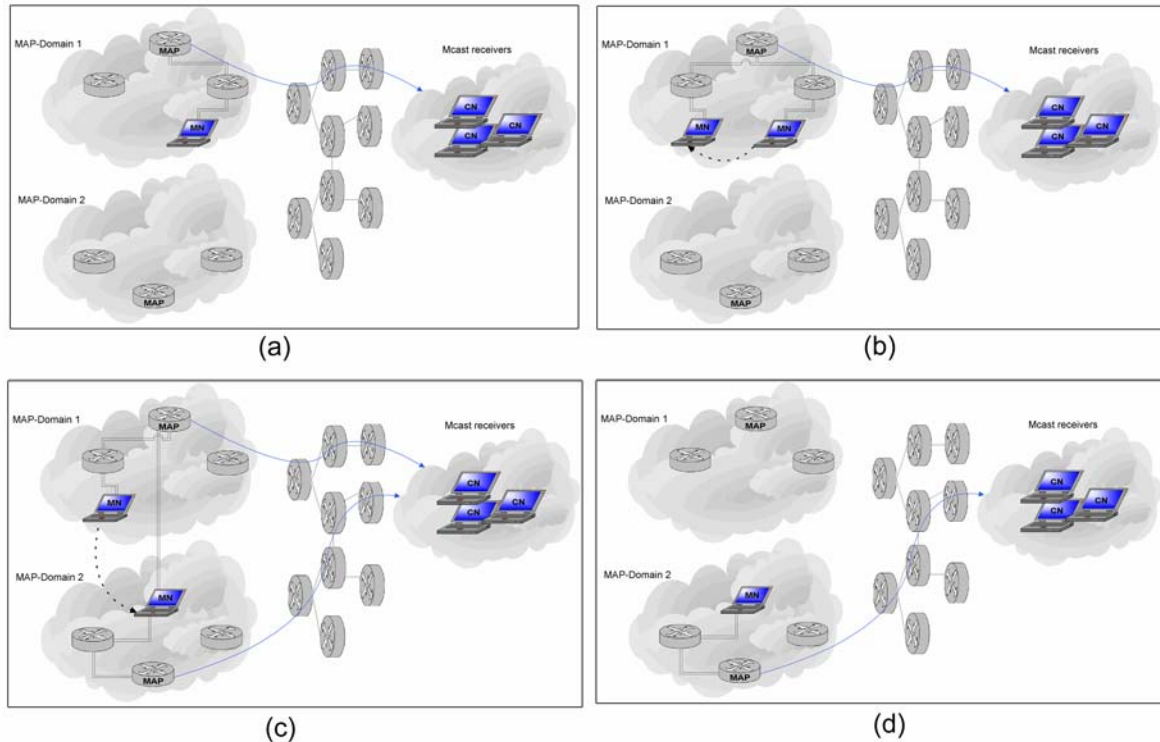 MAP-Domain 1
MAP
Mcast receivers
CN
CN
CN
MN
MAP-Domain 2
MAP
(a)
MAP-Domain 1
MAP
Mcast receivers
CN
CN
CN
MN
MN
MAP-Domain 2
MAP
(b)
MAP-Domain 1
MAP
Mcast receivers
CN
CN
CN
MN
MAP-Domain 2
MN
MAP
(c)
MAP-Domain 1
MAP
Mcast receivers
CN
CN
CN
MAP-Domain 2
MN
MAP
(d)